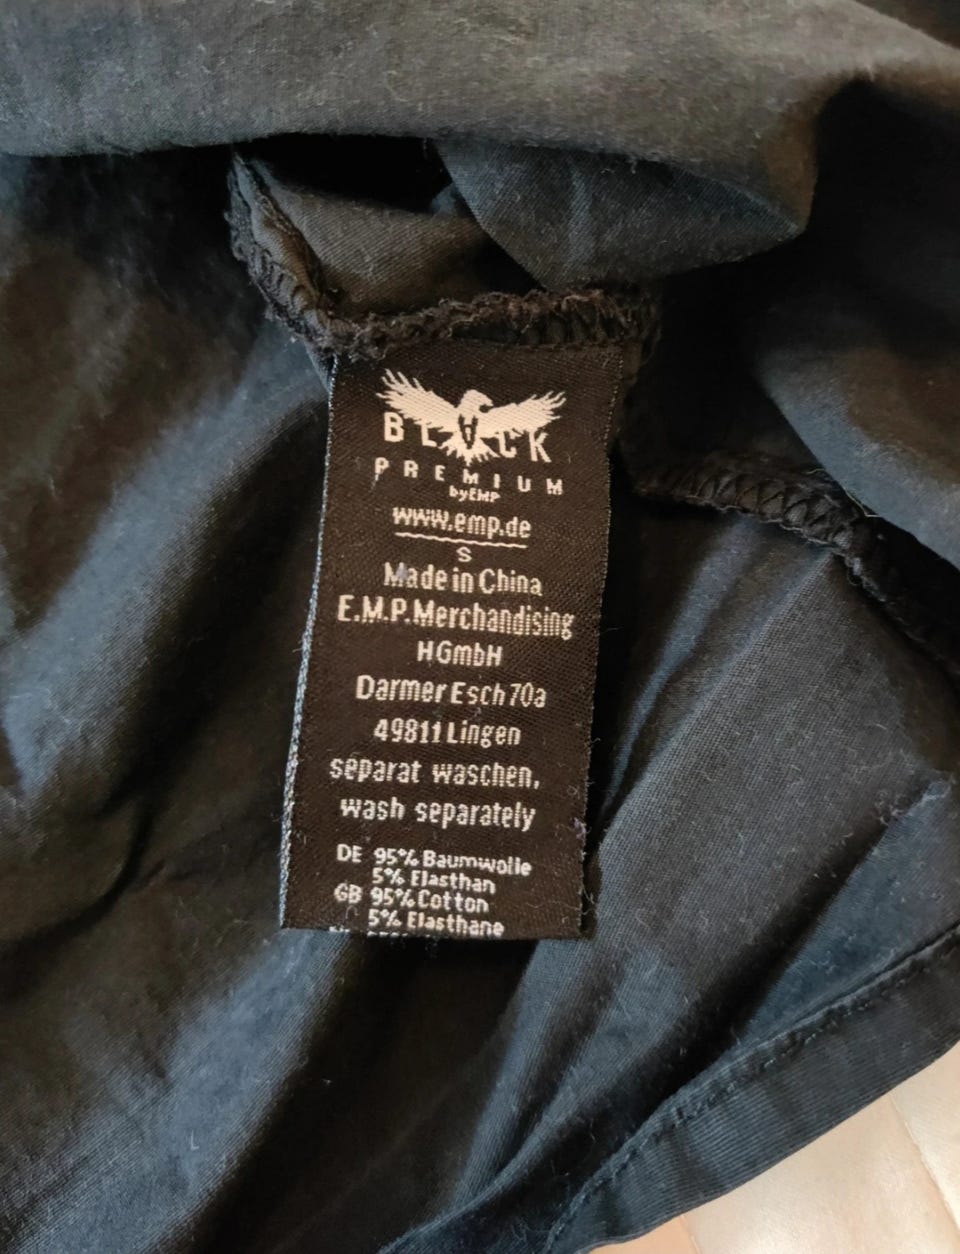 BLACK
PREMIUM
by EMP
www.emp.de
S
Made in China
E.M.P. Merchandising
HGmbH
Darmer Esch 70a
49811 Lingen
separat waschen,
wash separately
DE 95% Baumwolle
5% Elasthan
GB 95% Cotton
5% Elasthane